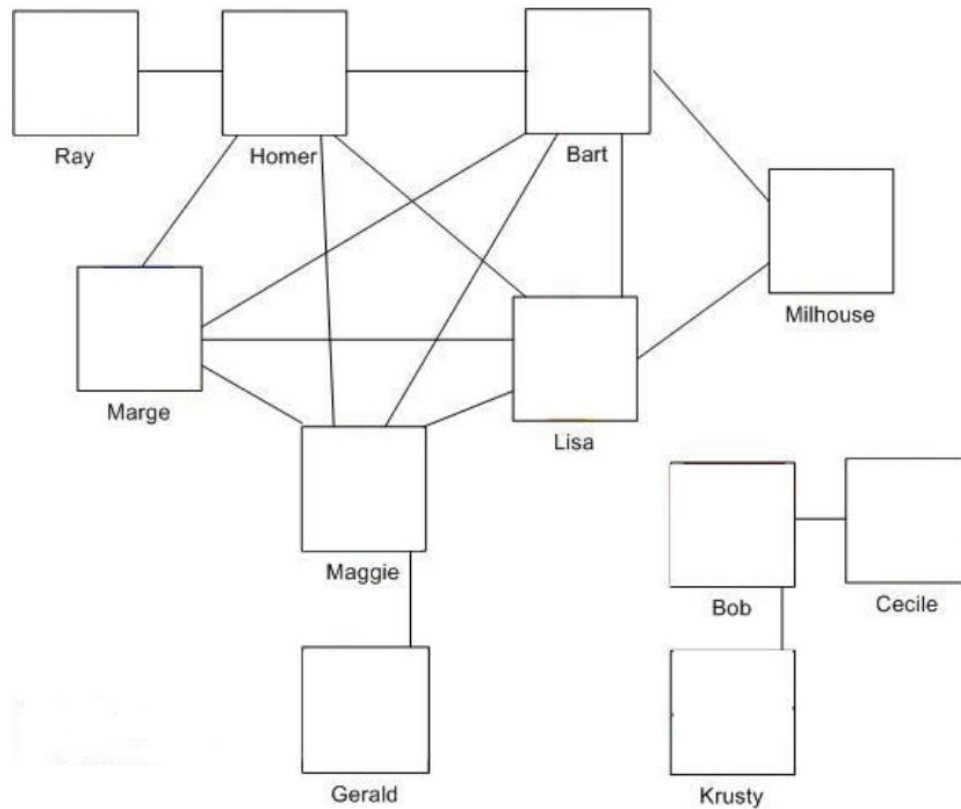 Ray
Homer
Bart
Milhouse
Marge
Lisa
Maggie
Bob
Cecile
Gerald
Krusty